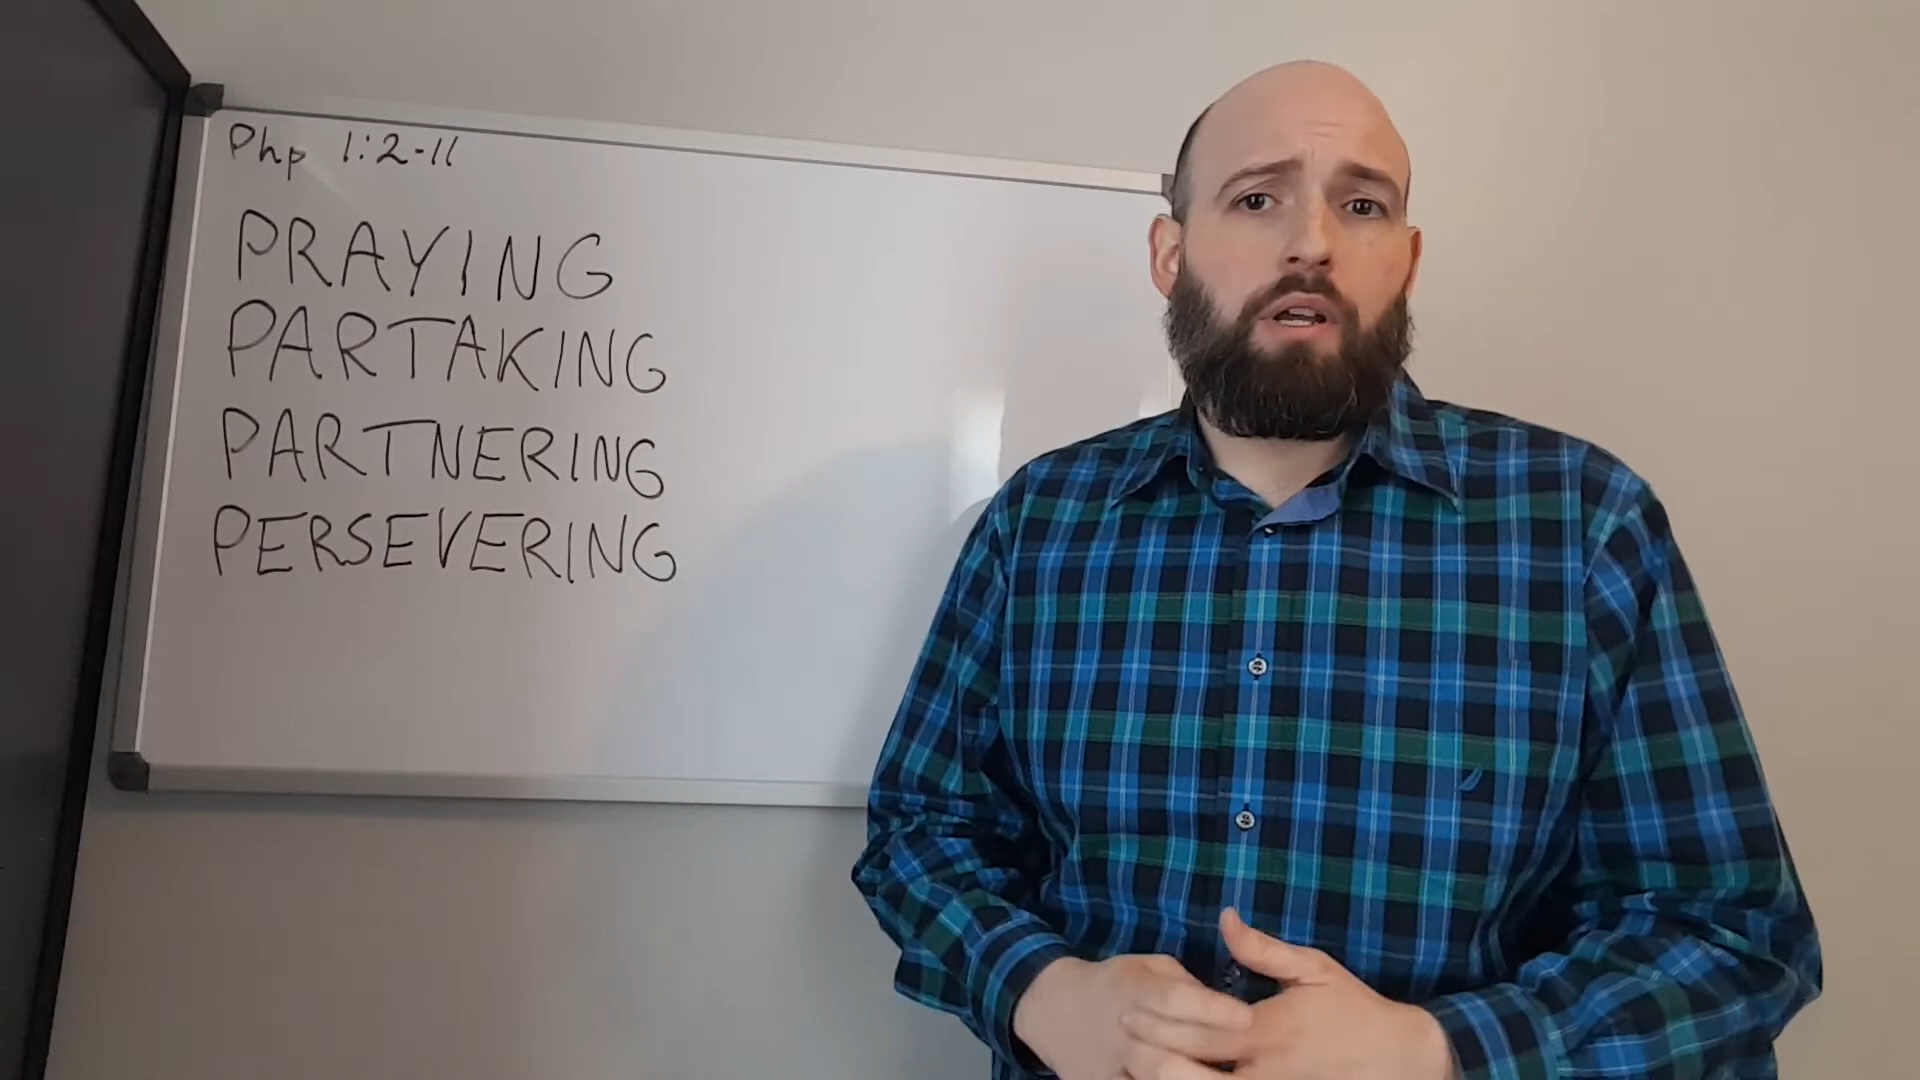 Php 1:2-11
PRAYING
PARTAKING
PARTNERING
PERSEVERING